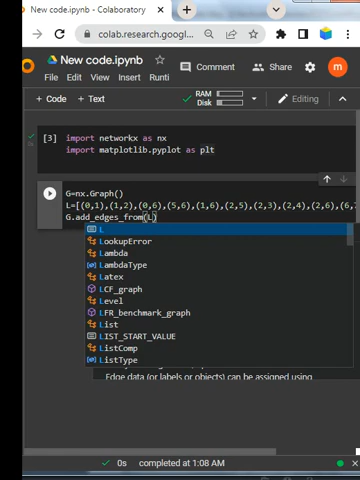 New code.ipynb - Colaboratory
colab.research.goog...
New code.ipynb
File Edit View Insert Runti
Comment Share m
+ Code + Text RAM Disk Editing
[3] import networkx as nx
import matplotlib.pyplot as plt
G=nx.Graph()
L=[(0,1),(1,2),(0,6),(5,6),(1,6),(2,5),(2,3),(2,4),(2,6),(6,
G.add_edges_from(L)
L
LookupError
Lambda
LambdaType
Latex
LCF_graph
Level
LFR_benchmark_graph
List
LIST_START_VALUE
ListComp
ListType
Edge data (or labels or objects) can be assigned using
0s completed at 1:08 AM